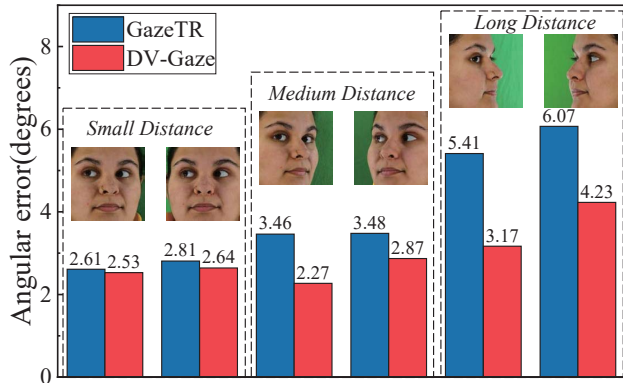 Angular error(degrees)
8
6
4
2
0
GazeTR
DV-Gaze
Small Distance
2.61
2.53
2.81
2.64
Medium Distance
3.46
2.27
3.48
2.87
Long Distance
5.41
3.17
6.07
4.23